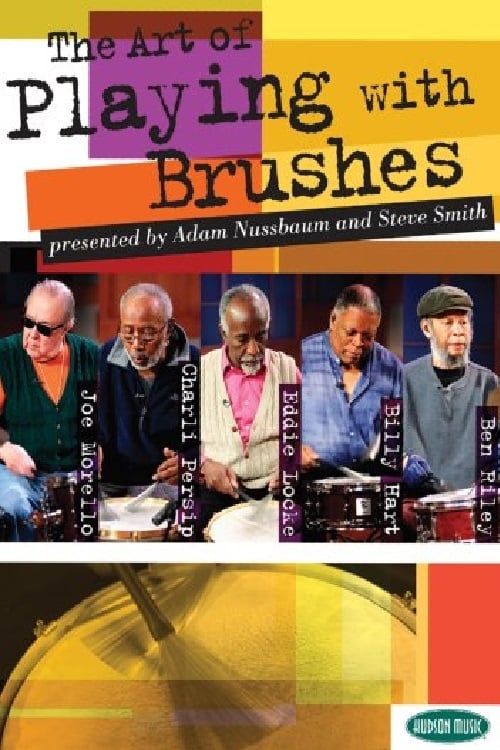 The Art of
Playing with
Brushes
presented by Adam Nussbaum and Steve Smith
Joe Morello
Charli Persip
Eddie Locke
Billy Hart
Ben Riley
HUDSON MUSIC